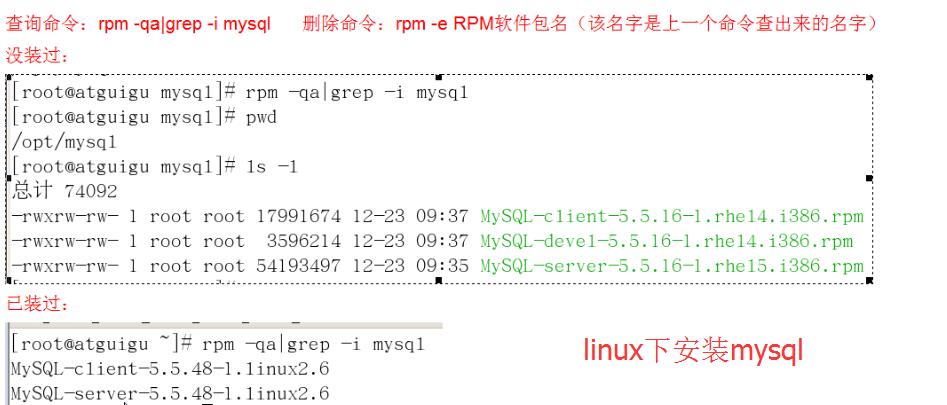 查询命令：rpm -qa|grep -i mysql 删除命令：rpm -e RPM软件包名（该名字是上一个命令查出来的名字）
没装过：
[root@atguigu mysql]# rpm -qa|grep -i mysql
[root@atguigu mysql]# pwd
/opt/mysql
[root@atguigu mysql]# ls -l
总计 74092
-rwxrw-rw- 1 root root 17991674 12-23 09:37 MySQL-client-5.5.16-1.rhel4.i386.rpm
-rwxrw-rw- 1 root root 3596214 12-23 09:37 MySQL-devel-5.5.16-1.rhel4.i386.rpm
-rwxrw-rw- 1 root root 54193497 12-23 09:35 MySQL-server-5.5.16-1.rhel5.i386.rpm
已装过：
[root@atguigu ~]# rpm -qa|grep -i mysql
MySQL-client-5.5.48-1.linux2.6
MySQL-server-5.5.48-1.linux2.6
linux下安装mysql